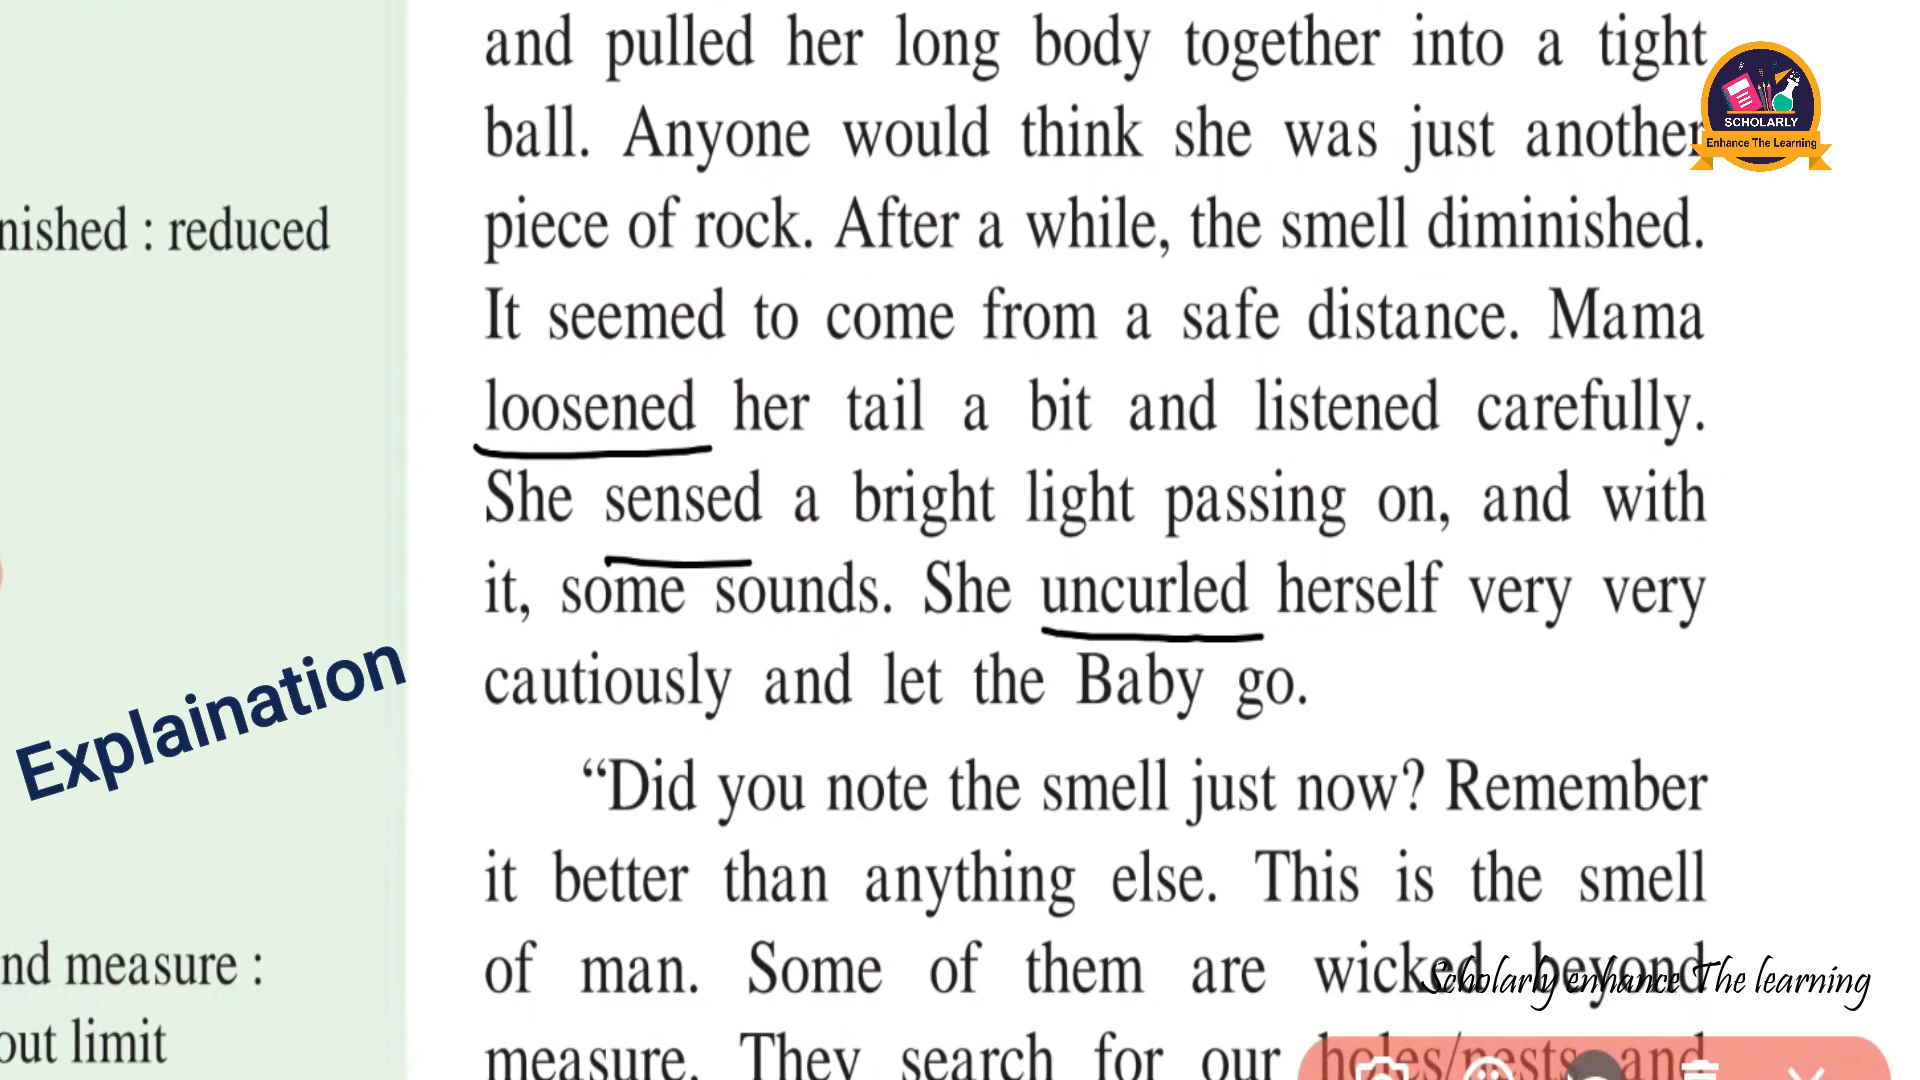 and pulled her long body together into a tight
ball. Anyone would think she was just another
piece of rock. After a while, the smell diminished.
It seemed to come from a safe distance. Mama
loosened her tail a bit and listened carefully.
She sensed a bright light passing on, and with
it, some sounds. She uncurled herself very very
cautiously and let the Baby go.
“Did you note the smell just now? Remember
it better than anything else. This is the smell
of man. Some of them are wicked beyond
measure. They search for our holes/nests and
nished : reduced
Explaination
nd measure :
out limit
SCHOLARLY
Enhance The Learning
Scholarly enhance The learning